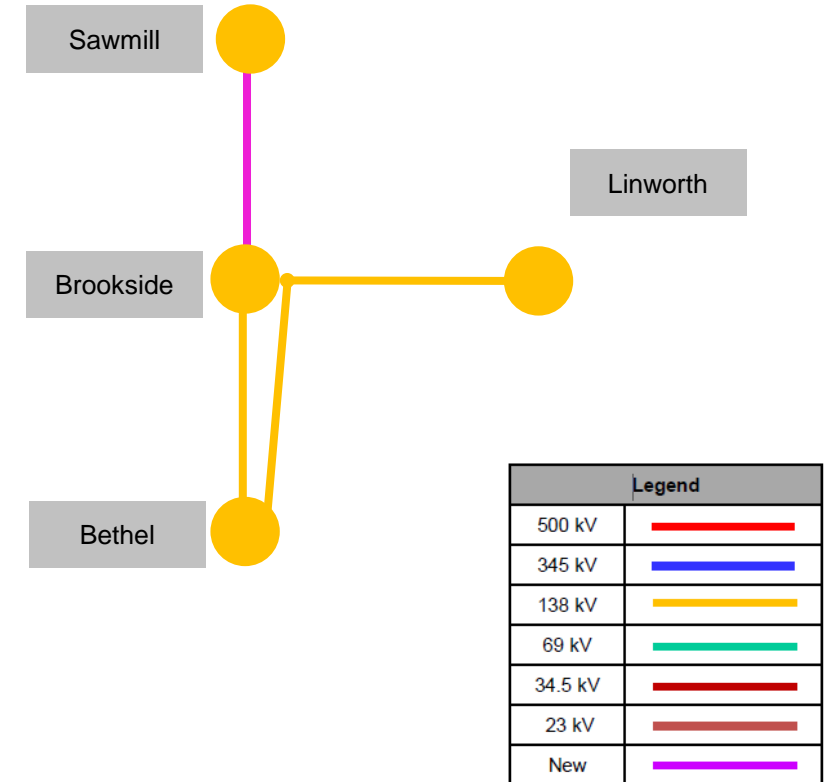 Sawmill
Linworth
Brookside
Bethel
Legend
500 kV
345 kV
138 kV
69 kV
34.5 kV
23 kV
New